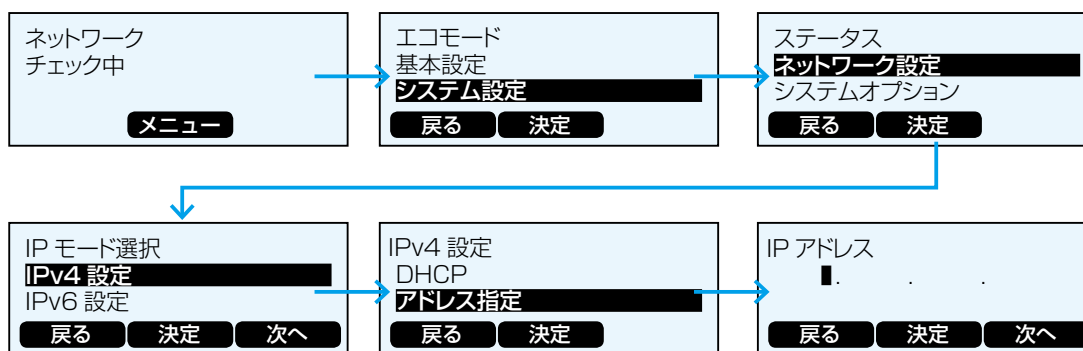 ネットワーク
チェック中
メニュー
エコモード
基本設定
システム設定
戻る 決定
ステータス
ネットワーク設定
システムオプション
戻る 決定
IP モード選択
IPv4 設定
IPv6 設定
戻る 決定 次へ
IPv4 設定
DHCP
アドレス指定
戻る 決定
IP アドレス
. . .
戻る 決定 次へ